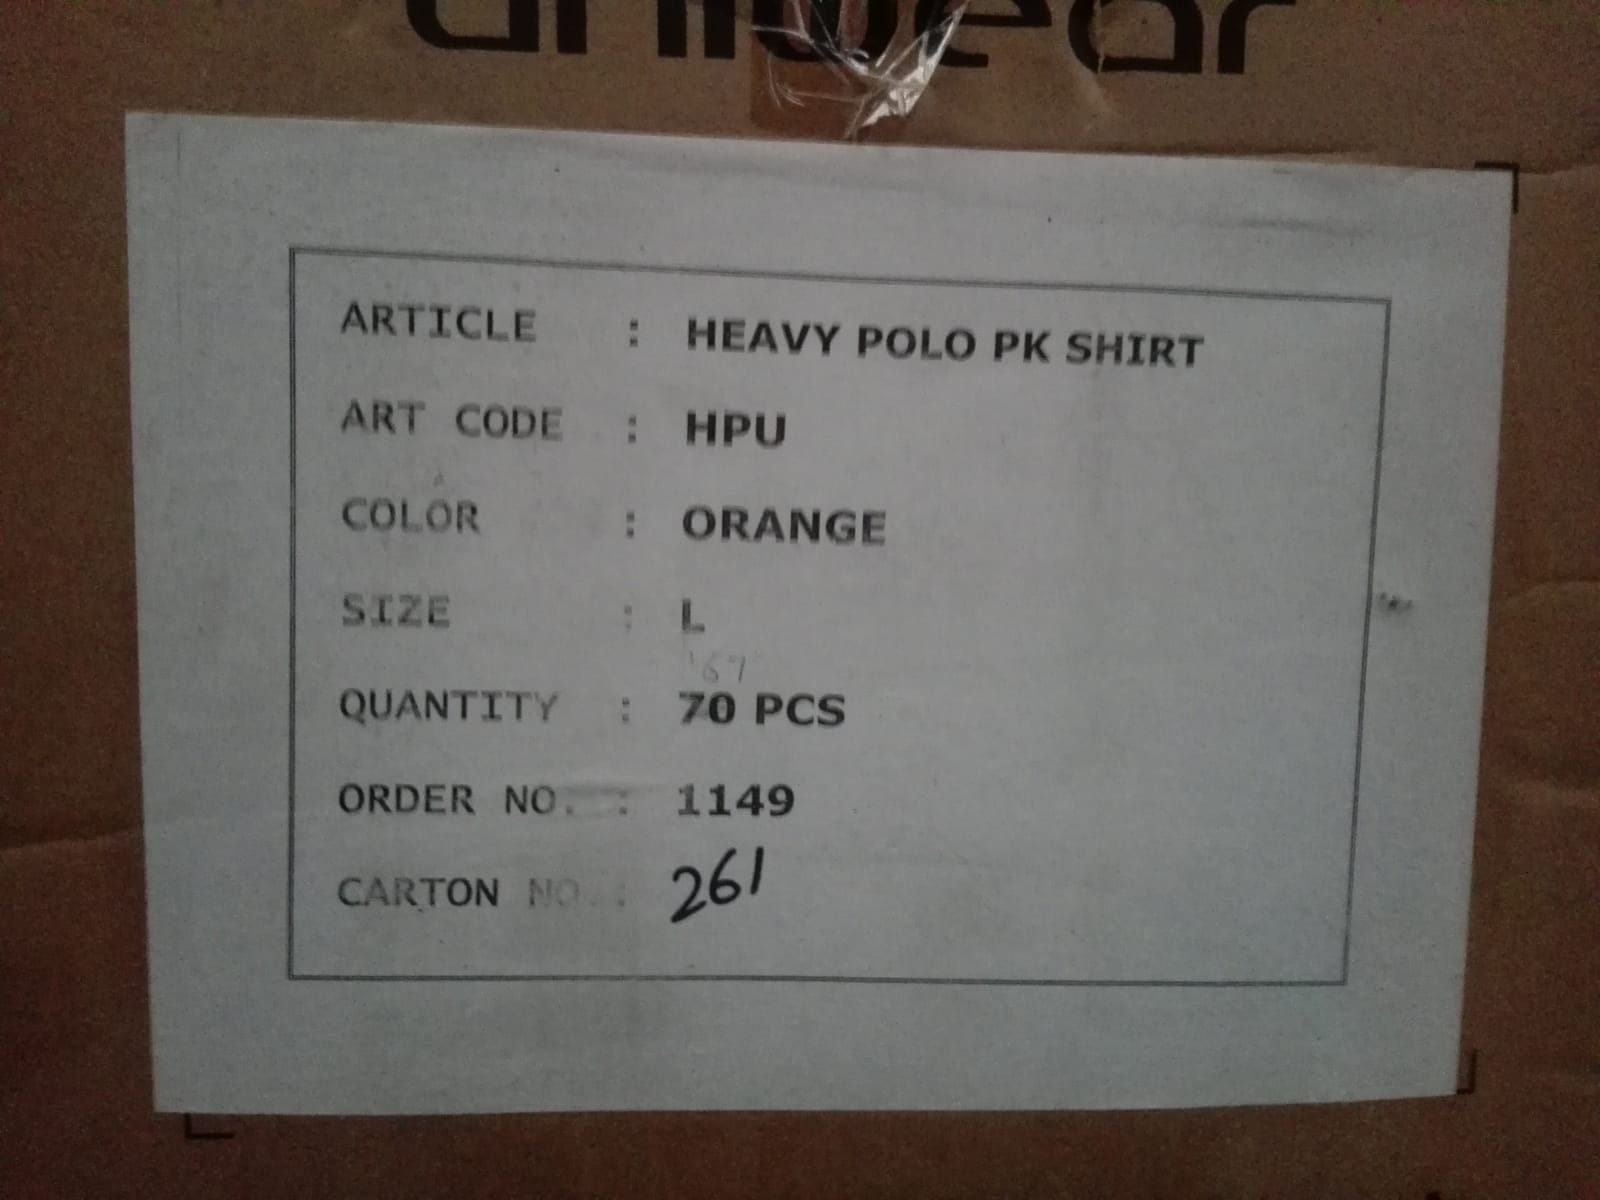 uniwear
ARTICLE : HEAVY POLO PK SHIRT
ART CODE : HPU
COLOR : ORANGE
SIZE : L
'67
QUANTITY : 70 PCS
ORDER NO. : 1149
CARTON NO. : 261